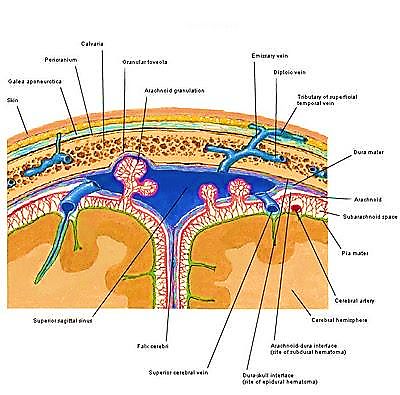 Calvaria
Emissary vein
Pericranium
Granular foveola
Diploic vein
Galea aponeurotica
Arachnoid granulation
Tributary of superficial
temporal vein
Skin
Dura mater
Arachnoid
Subarachnoid space
Pia mater
Cerebral artery
Superior sagittal sinus
Cerebral hemisphere
Falx cerebri
Arachnoid-dura interface
(site of subdural hematoma)
Superior cerebral vein
Dura-skull interface
(site of epidural hematoma)